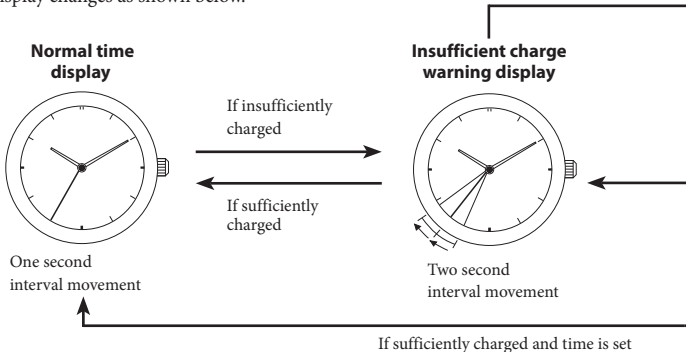 display changes as shown below.
Normal time
display
Insufficient charge
warning display
If insufficiently
charged
If sufficiently
charged
One second
interval movement
Two second
interval movement
If sufficiently charged and time is set